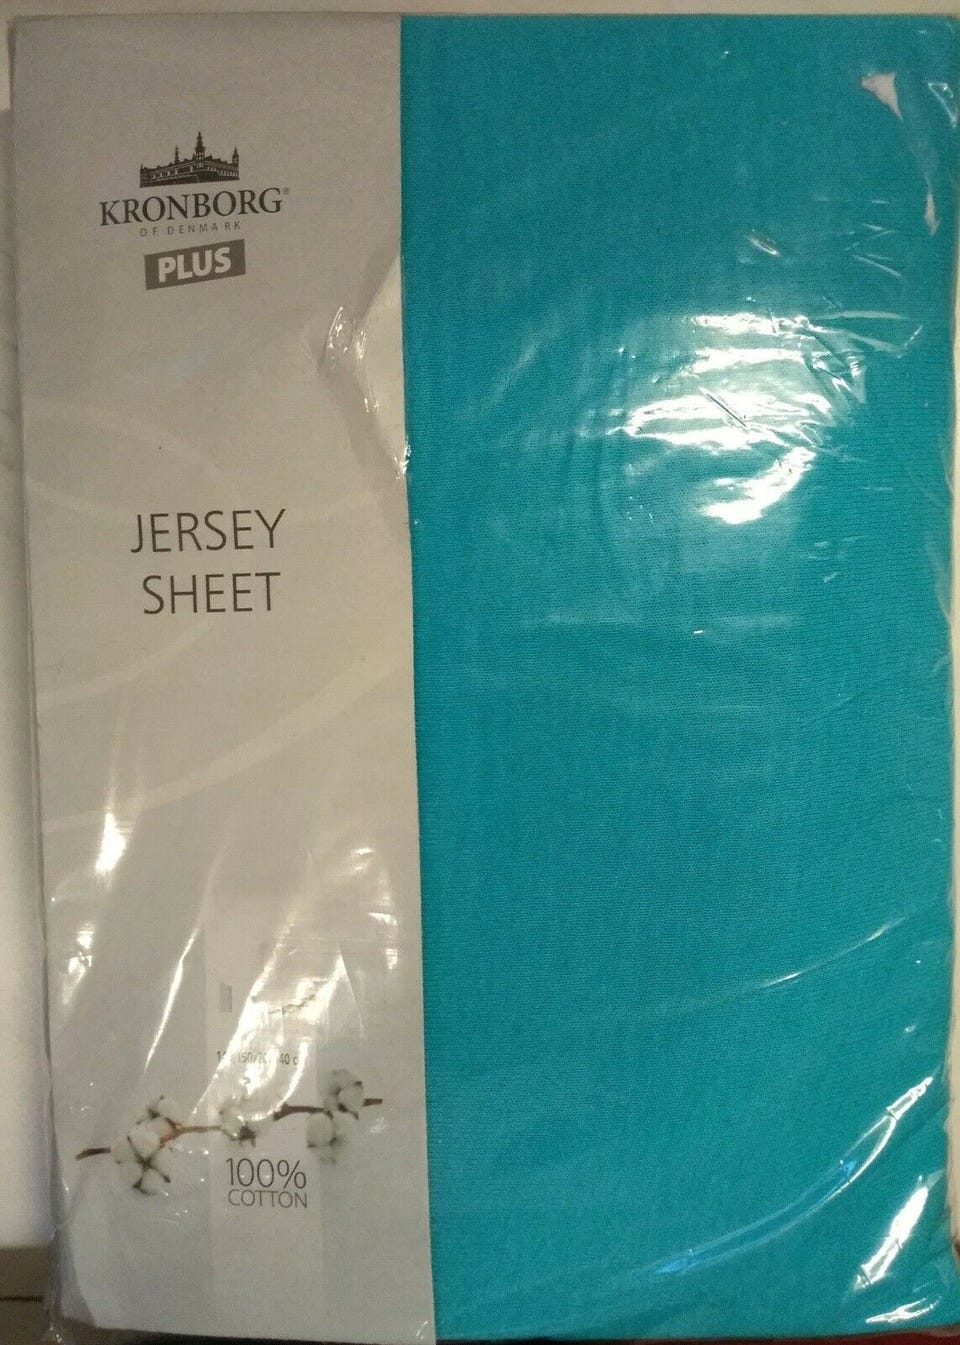 KRONBORG®
OF DENMARK
PLUS
JERSEY
SHEET
100%
COTTON